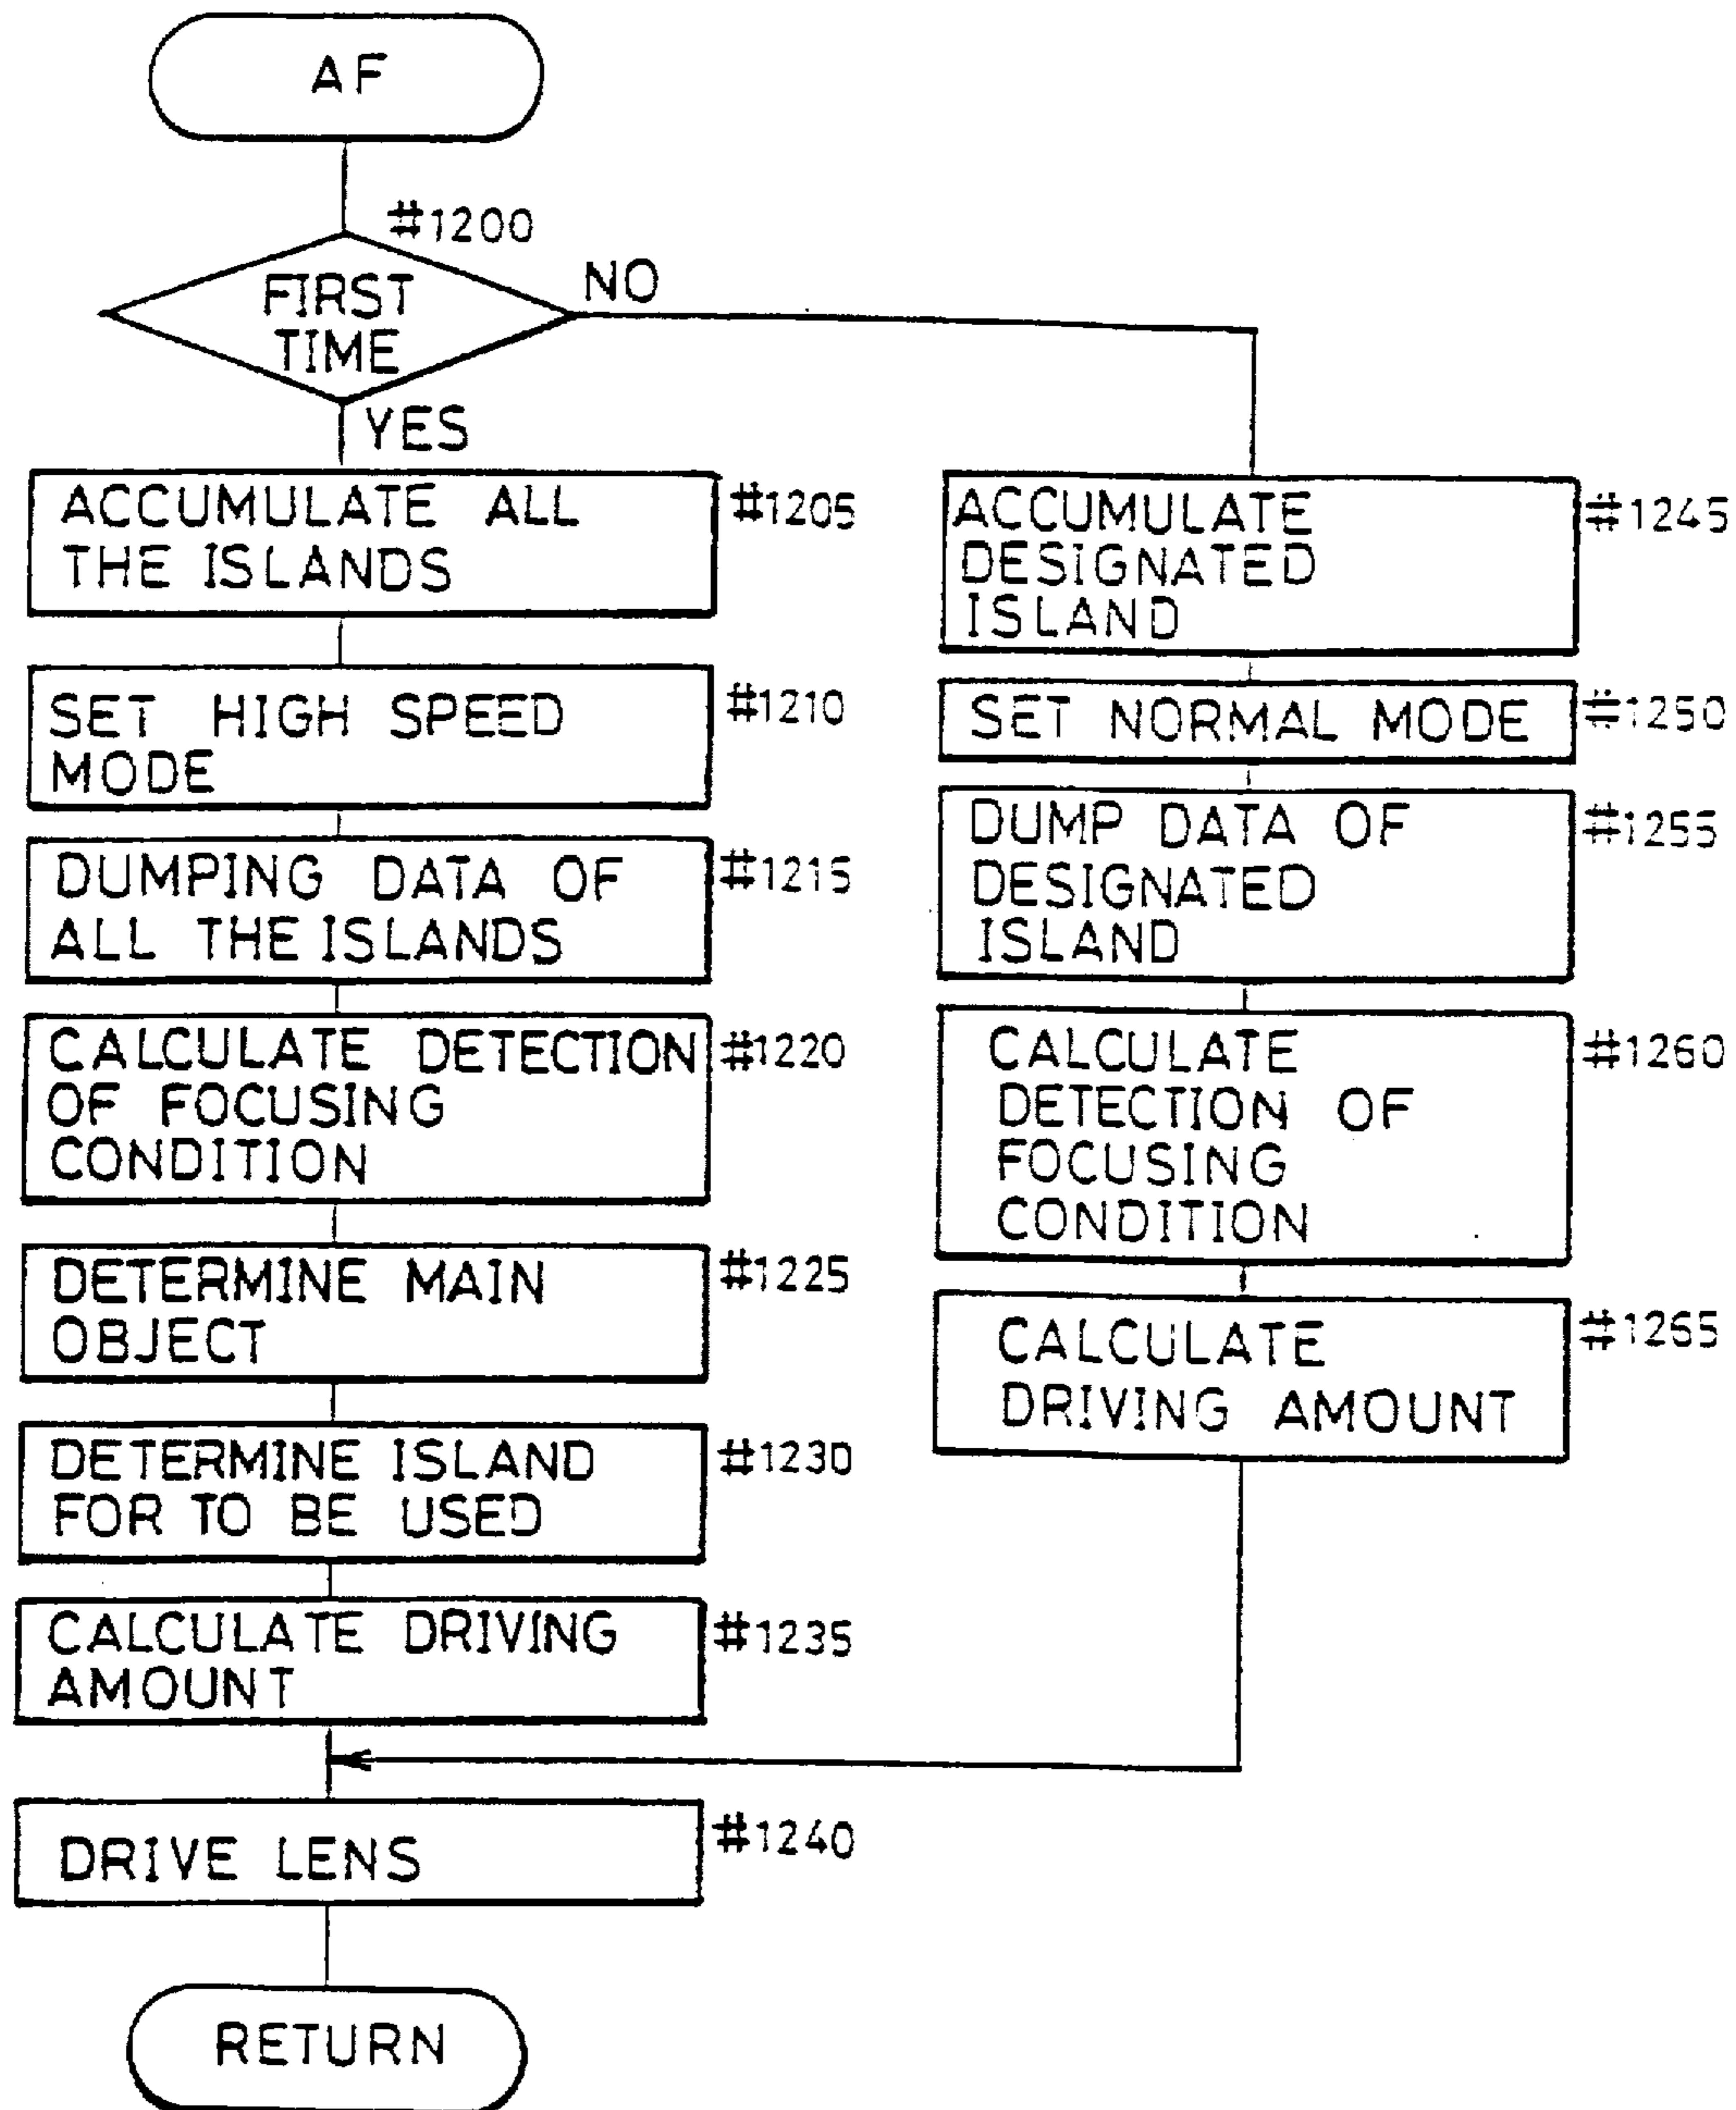 AF
#1200
FIRST
TIME
NO
YES
ACCUMULATE ALL
THE ISLANDS
#1205
SET HIGH SPEED
MODE
#1210
DUMPING DATA OF
ALL THE ISLANDS
#1215
CALCULATE DETECTION
OF FOCUSING
CONDITION
#1220
DETERMINE MAIN
OBJECT
#1225
DETERMINE ISLAND
FOR TO BE USED
#1230
CALCULATE DRIVING
AMOUNT
#1235
ACCUMULATE
DESIGNATED
ISLAND
#1245
SET NORMAL MODE
#1250
DUMP DATA OF
DESIGNATED
ISLAND
#1255
CALCULATE
DETECTION OF
FOCUSING
CONDITION
#1260
CALCULATE
DRIVING AMOUNT
#1265
DRIVE LENS
#1240
RETURN